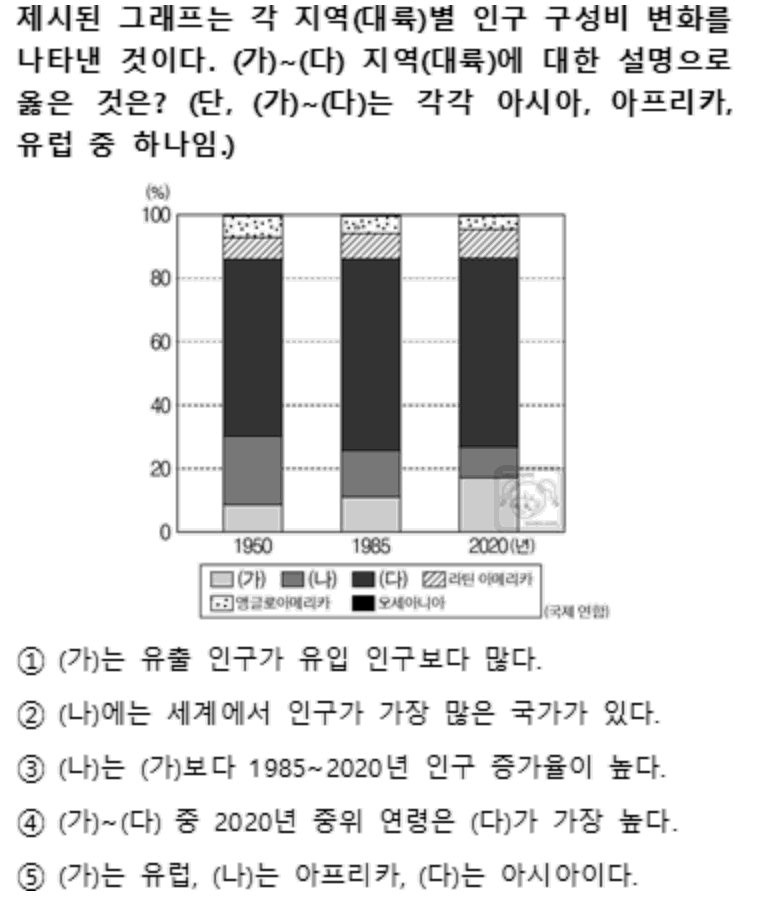 제시된 그래프는 각 지역(대륙)별 인구 구성비 변화를
나타낸 것이다. (가)~(다) 지역(대륙)에 대한 설명으로
옳은 것은? (단, (가)~(다)는 각각 아시아, 아프리카,
유럽 중 하나임.)
(%)
100
80
60
40
20
0
1950 1985 2020(년)
(가) (나) (다) 라틴 아메리카
앵글로아메리카 오세아니아
(국제 연합)
① (가)는 유출 인구가 유입 인구보다 많다.
② (나)에는 세계에서 인구가 가장 많은 국가가 있다.
③ (나)는 (가)보다 1985~2020년 인구 증가율이 높다.
④ (가)~(다) 중 2020년 중위 연령은 (다)가 가장 높다.
⑤ (가)는 유럽, (나)는 아프리카, (다)는 아시아이다.